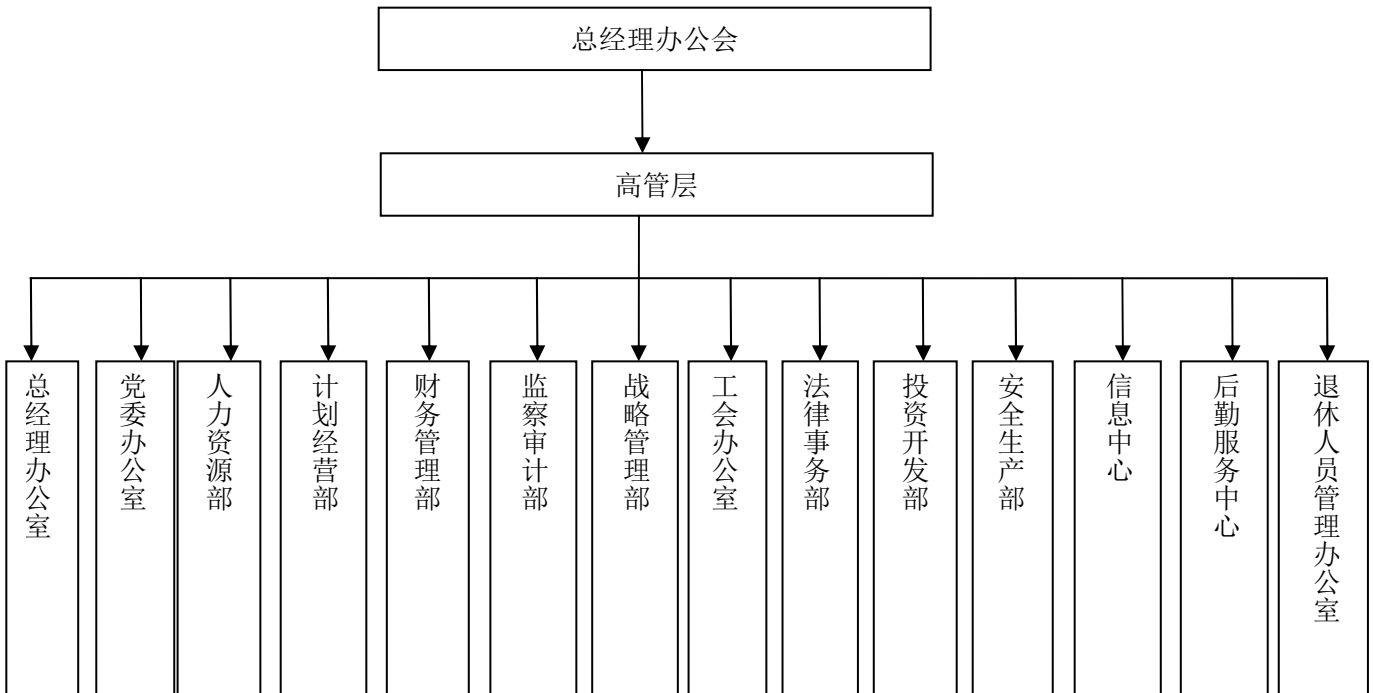 总经理办公会
高管层
总经理办公室
党委办公室
人力资源部
计划经营部
财务管理部
监察审计部
战略管理部
工会办公室
法律事务部
投资开发部
安全生产部
信息中心
后勤服务中心
退休人员管理办公室